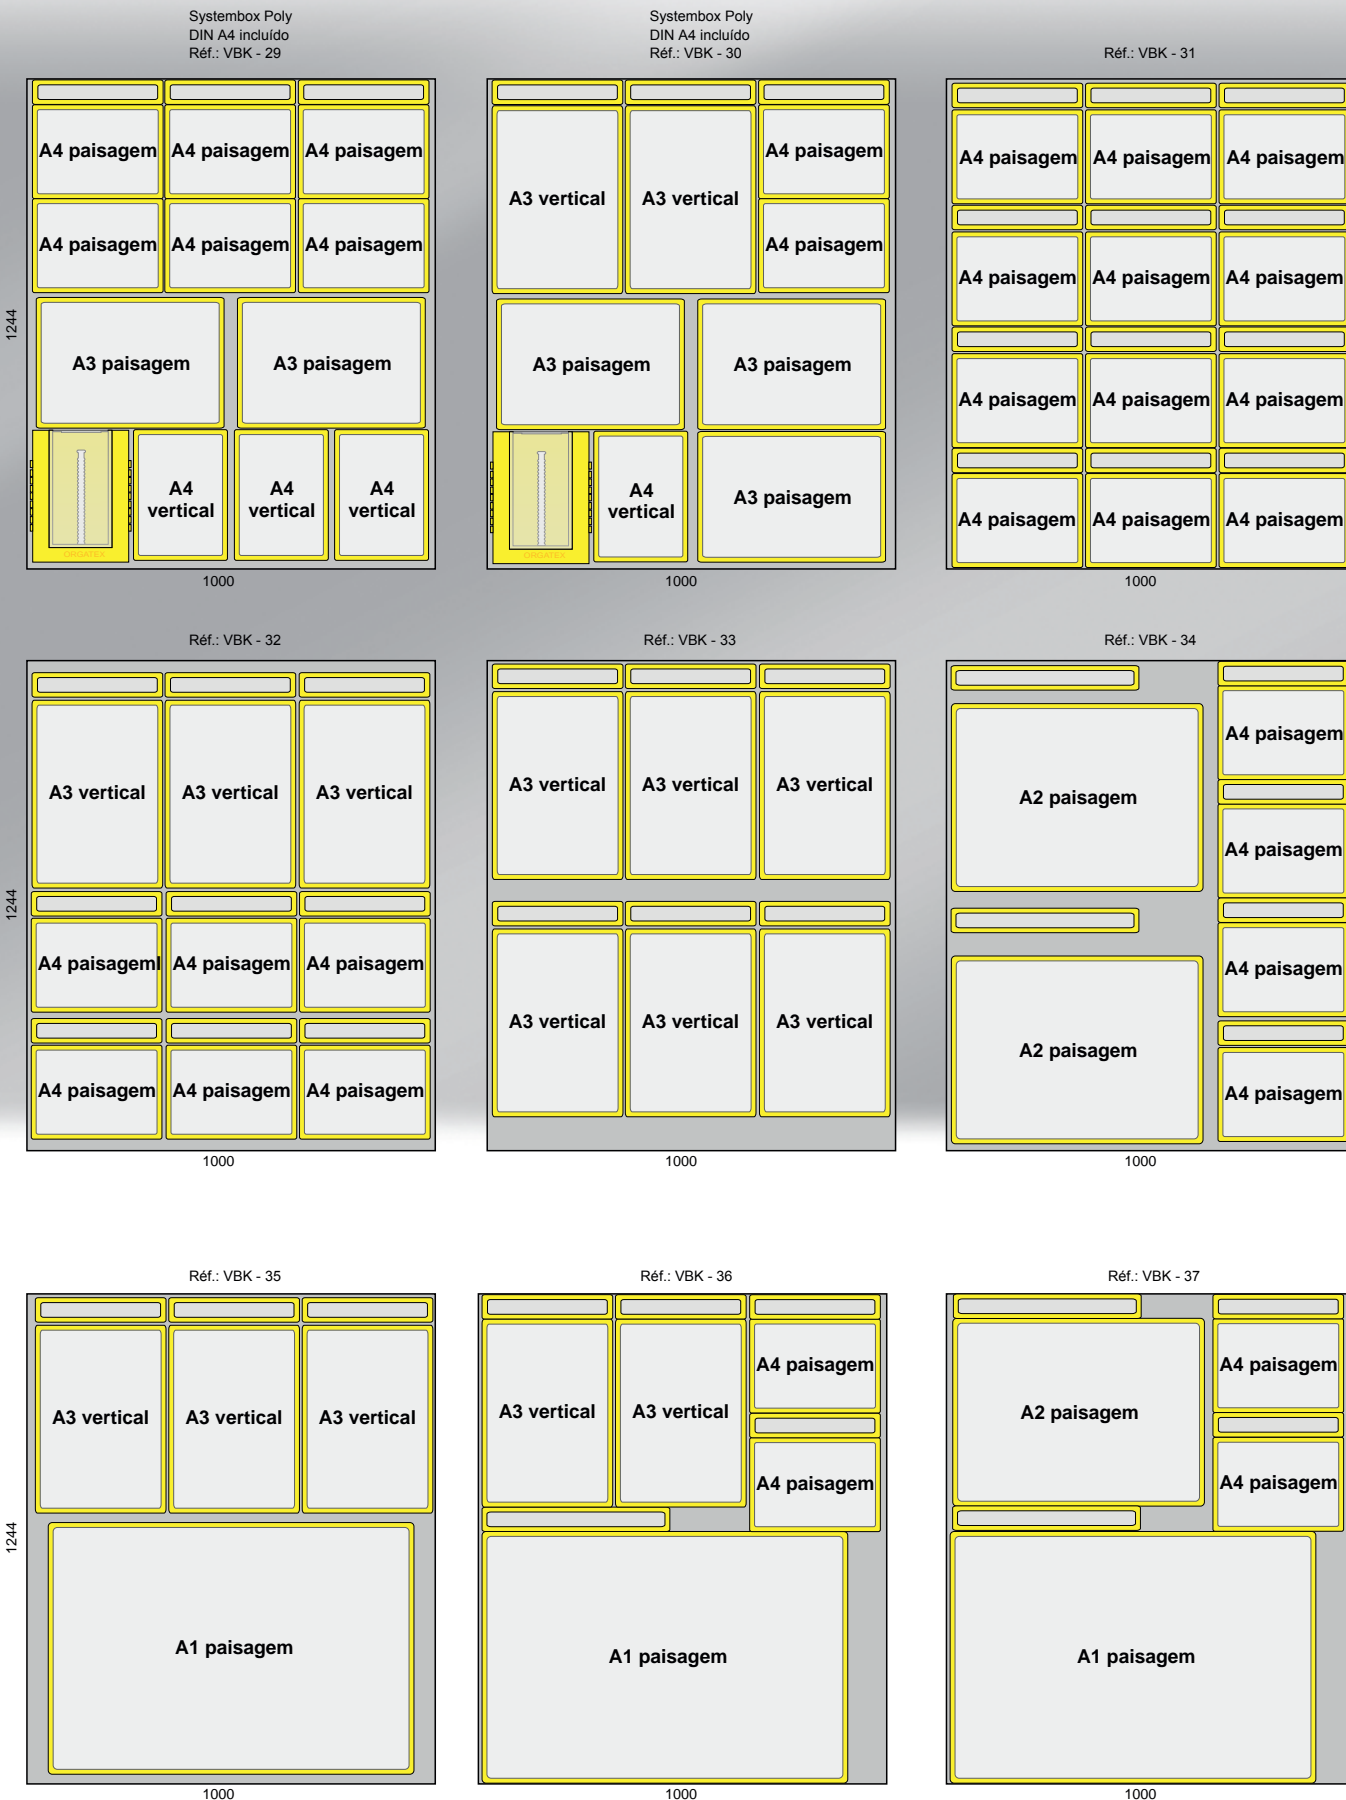 Systembox Poly
DIN A4 incluído
Réf.: VBK - 29
Systembox Poly
DIN A4 incluído
Réf.: VBK - 30
Réf.: VBK - 31
A4 paisagem A4 paisagem A4 paisagem
A4 paisagem A4 paisagem A4 paisagem
A3 paisagem A3 paisagem
A4 vertical A4 vertical A4 vertical
ORGATEX
1244
1000
A3 vertical A3 vertical A4 paisagem
A4 paisagem
A3 paisagem A3 paisagem
A4 vertical A3 paisagem
ORGATEX
1000
A4 paisagem A4 paisagem A4 paisagem
A4 paisagem A4 paisagem A4 paisagem
A4 paisagem A4 paisagem A4 paisagem
A4 paisagem A4 paisagem A4 paisagem
1000
Réf.: VBK - 32
Réf.: VBK - 33
Réf.: VBK - 34
A3 vertical A3 vertical A3 vertical
A4 paisageml A4 paisagem A4 paisagem
A4 paisagem A4 paisagem A4 paisagem
1244
1000
A3 vertical A3 vertical A3 vertical
A3 vertical A3 vertical A3 vertical
1000
A2 paisagem
A2 paisagem
A4 paisagem
A4 paisagem
A4 paisagem
A4 paisagem
1000
Réf.: VBK - 35
Réf.: VBK - 36
Réf.: VBK - 37
A3 vertical A3 vertical A3 vertical
A1 paisagem
1244
1000
A3 vertical A3 vertical A4 paisagem
A4 paisagem
A1 paisagem
1000
A2 paisagem A4 paisagem
A4 paisagem
A1 paisagem
1000